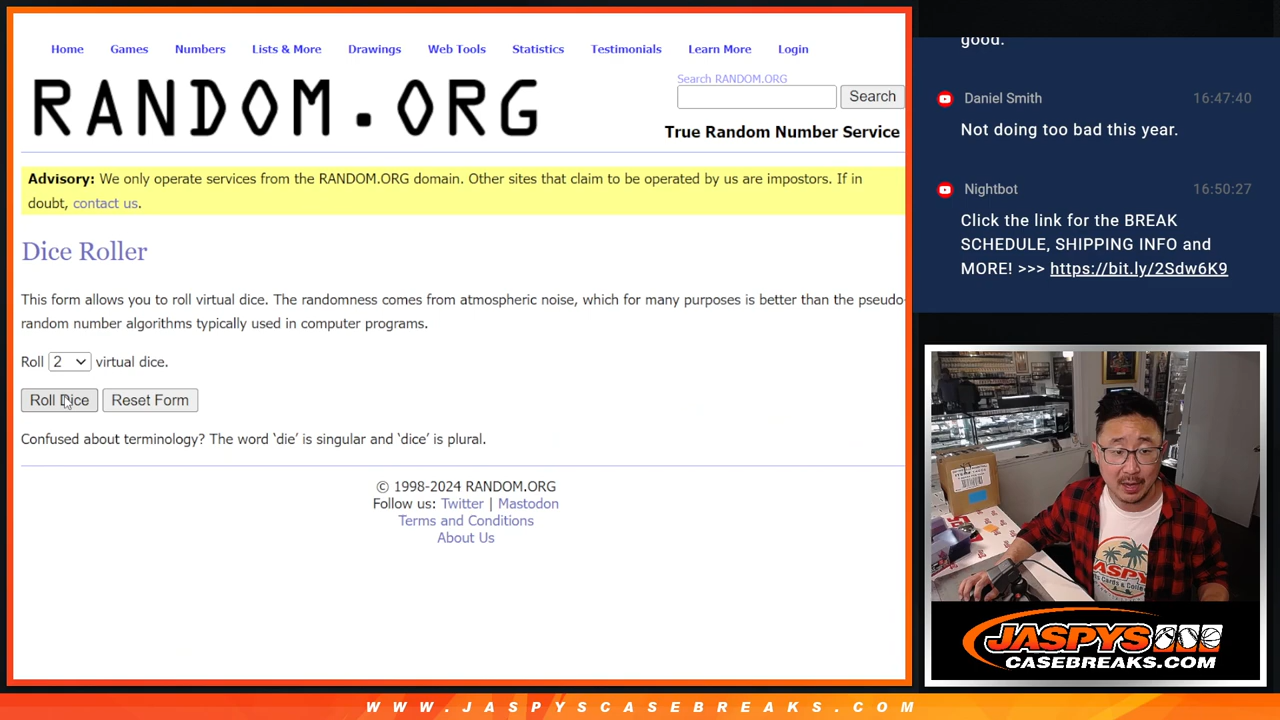 Home Games Numbers Lists & More Drawings Web Tools Statistics Testimonials Learn More Login
RANDOM.ORG
Search RANDOM.ORG
Search
True Random Number Service
Advisory: We only operate services from the RANDOM.ORG domain. Other sites that claim to be operated by us are impostors. If in
doubt, contact us.
Dice Roller
This form allows you to roll virtual dice. The randomness comes from atmospheric noise, which for many purposes is better than the pseudo-
random number algorithms typically used in computer programs.
Roll 2 virtual dice.
Roll Dice Reset Form
Confused about terminology? The word ‘die’ is singular and ‘dice’ is plural.
© 1998-2024 RANDOM.ORG
Follow us: Twitter | Mastodon
Terms and Conditions
About Us
good.
Daniel Smith 16:47:40
Not doing too bad this year.
Nightbot 16:50:27
Click the link for the BREAK
SCHEDULE, SHIPPING INFO and
MORE! >>> https://bit.ly/2Sdw6K9
JASPYS
CASEBREAKS.COM
WWW.JASPYSCASEBREAKS.COM